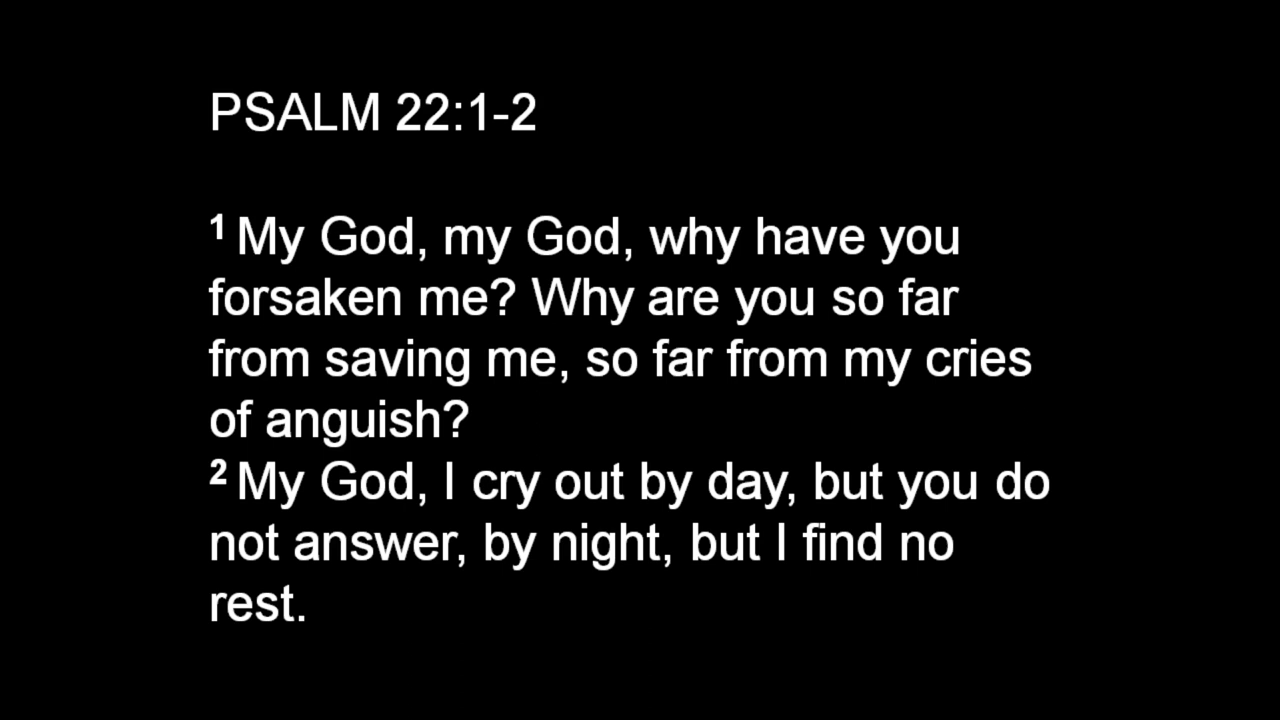 PSALM 22:1-2
¹ My God, my God, why have you
forsaken me? Why are you so far
from saving me, so far from my cries
of anguish?
² My God, I cry out by day, but you do
not answer, by night, but I find no
rest.